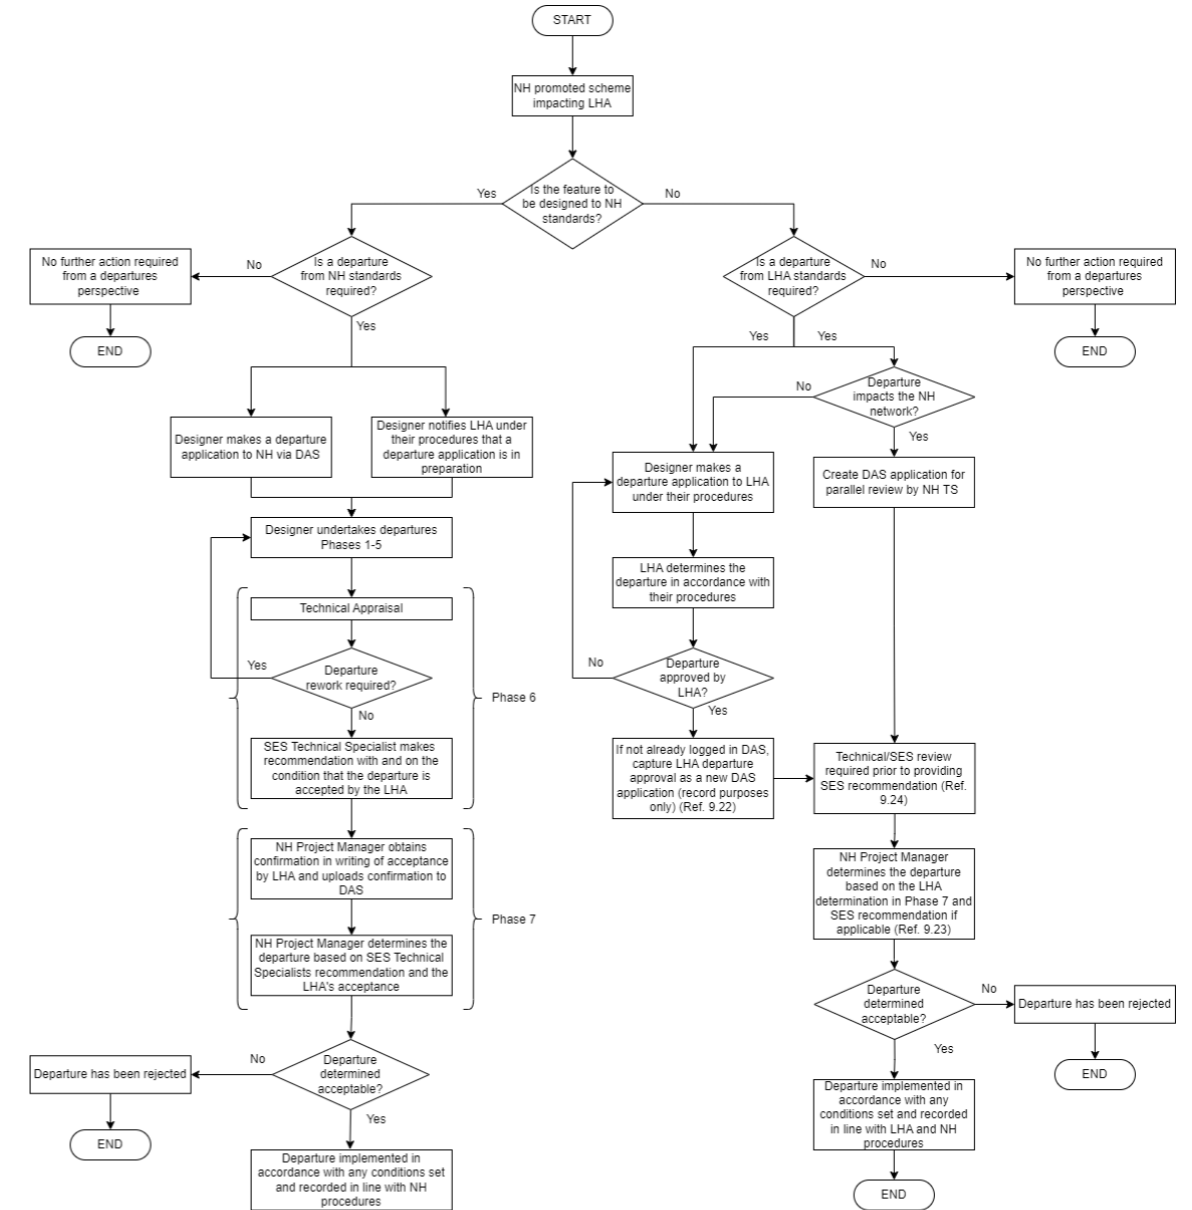 START
NH promoted scheme
impacting LHA
Is the feature to
be designed to NH
standards?
Yes
No
Is a departure
from NH standards
required?
No
No further action required
from a departures
perspective
END
Yes
Designer makes a departure
application to NH via DAS
Designer notifies LHA under
their procedures that a
departure application is in
preparation
Designer undertakes departures
Phases 1-5
Technical Appraisal
Departure
rework required?
Yes
No
SES Technical Specialist makes
recommendation with and on the
condition that the departure is
accepted by the LHA
Phase 6
NH Project Manager obtains
confirmation in writing of acceptance
by LHA and uploads confirmation to
DAS
NH Project Manager determines the
departure based on SES Technical
Specialists recommendation and the
LHA's acceptance
Phase 7
Departure
determined
acceptable?
No
Departure has been rejected
END
Yes
Departure implemented in
accordance with any conditions set
and recorded in line with NH
procedures
Is a departure
from LHA standards
required?
No
No further action required
from a departures
perspective
END
Yes
Yes
Departure
impacts the NH
network?
No
Yes
Designer makes a
departure application to LHA
under their procedures
Create DAS application for
parallel review by NH TS
LHA determines the
departure in accordance with
their procedures
Departure
approved by
LHA?
No
Yes
If not already logged in DAS,
capture LHA departure
approval as a new DAS
application (record purposes
only) (Ref. 9.22)
Technical/SES review
required prior to providing
SES recommendation (Ref.
9.24)
NH Project Manager
determines the departure
based on the LHA
determination in Phase 7 and
SES recommendation if
applicable (Ref. 9.23)
Departure
determined
acceptable?
No
Departure has been rejected
END
Yes
Departure implemented in
accordance with any
conditions set and recorded
in line with LHA and NH
procedures
END